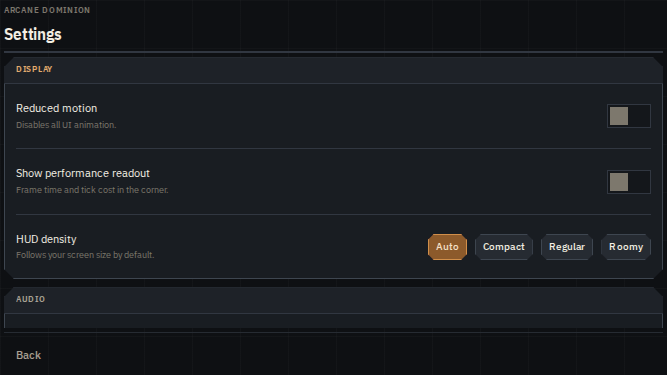 ARCANE DOMINION
Settings
DISPLAY
Reduced motion
Disables all UI animation.
Show performance readout
Frame time and tick cost in the corner.
HUD density
Follows your screen size by default.
Auto Compact Regular Roomy
AUDIO
Back